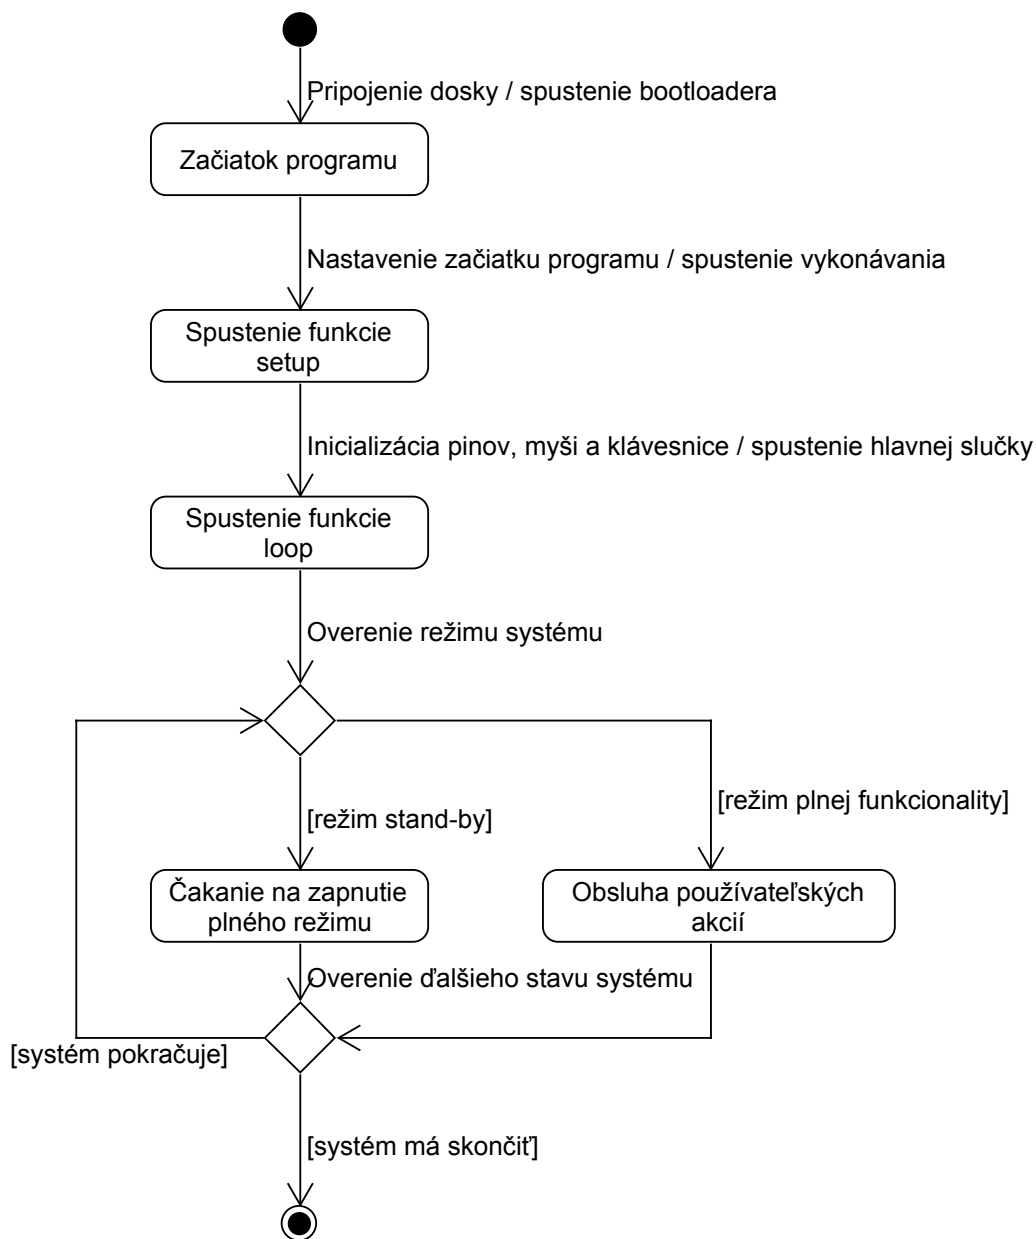 Pripojenie dosky / spustenie bootloadera
Začiatok programu
Nastavenie začiatku programu / spustenie vykonávania
Spustenie funkcie
setup
Inicializácia pinov, myši a klávesnice / spustenie hlavnej slučky
Spustenie funkcie
loop
Overenie režimu systému
[režim stand-by]
[režim plnej funkcionality]
Čakanie na zapnutie
plného režimu
Obsluha používateľských
akcií
Overenie ďalšieho stavu systému
[systém pokračuje]
[systém má skončiť]